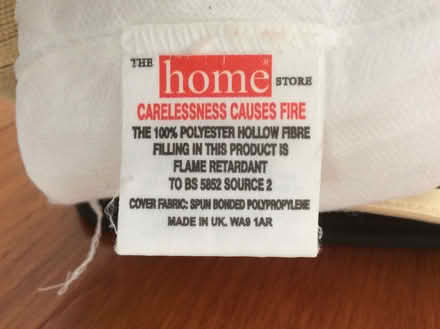 THE home STORE
CARELESSNESS CAUSES FIRE
THE 100% POLYESTER HOLLOW FIBRE
FILLING IN THIS PRODUCT IS
FLAME RETARDANT
TO BS 5852 SOURCE 2
COVER FABRIC: SPUN BONDED POLYPROPYLENE
MADE IN UK. WA9 1AR